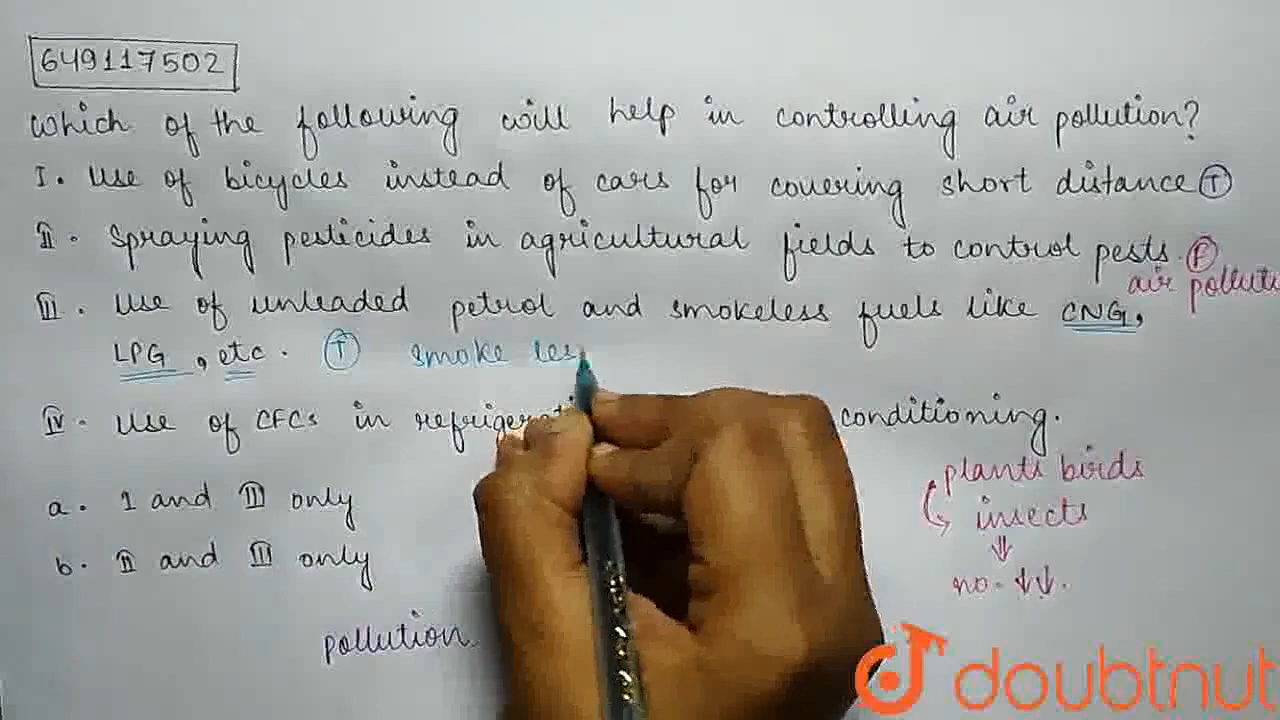 649117502
Which of the following will help in controlling air pollution?
I. Use of bicycles instead of cars for covering short distance T
II. Spraying pesticides in agricultural fields to control pests. F
air polluti
III. Use of unleaded petrol and smokeless fuels like CNG,
LPG, etc. T smoke les
IV. Use of CFCs in refrigerati conditioning.
plants birds
a. I and III only
insects
b. II and III only
no. ↓↓.
pollution
doubtnut